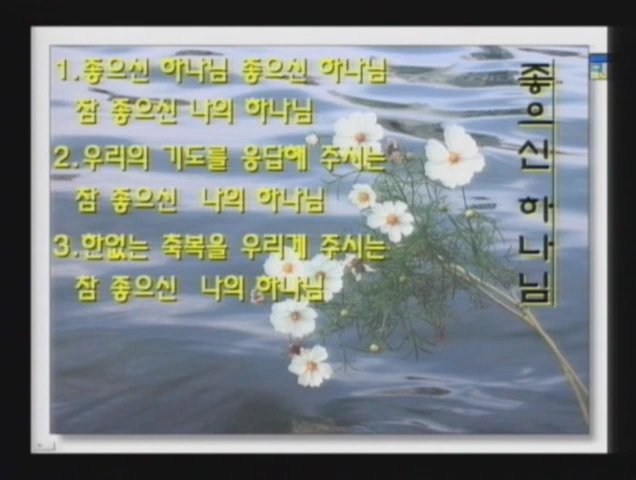 1.좋으신 하나님 좋으신 하나님
참 좋으신 나의 하나님
2.우리의 기도를 응답해 주시는
참 좋으신 나의 하나님
3.한없는 축복을 우리게 주시는
참 좋으신 나의 하나님
좋으신 하나님